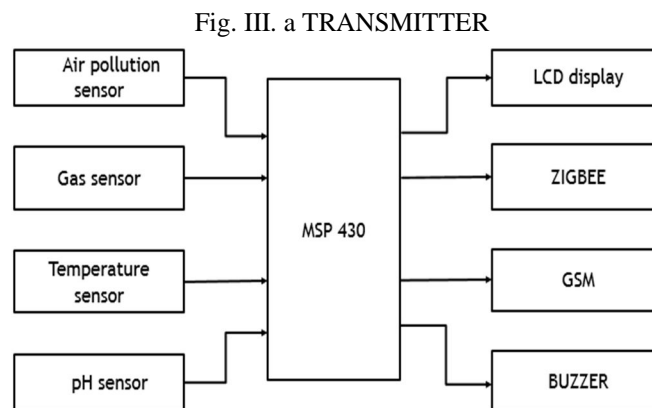 Fig. III. a TRANSMITTER
Air pollution
sensor
Gas sensor
Temperature
sensor
pH sensor
MSP 430
LCD display
ZIGBEE
GSM
BUZZER